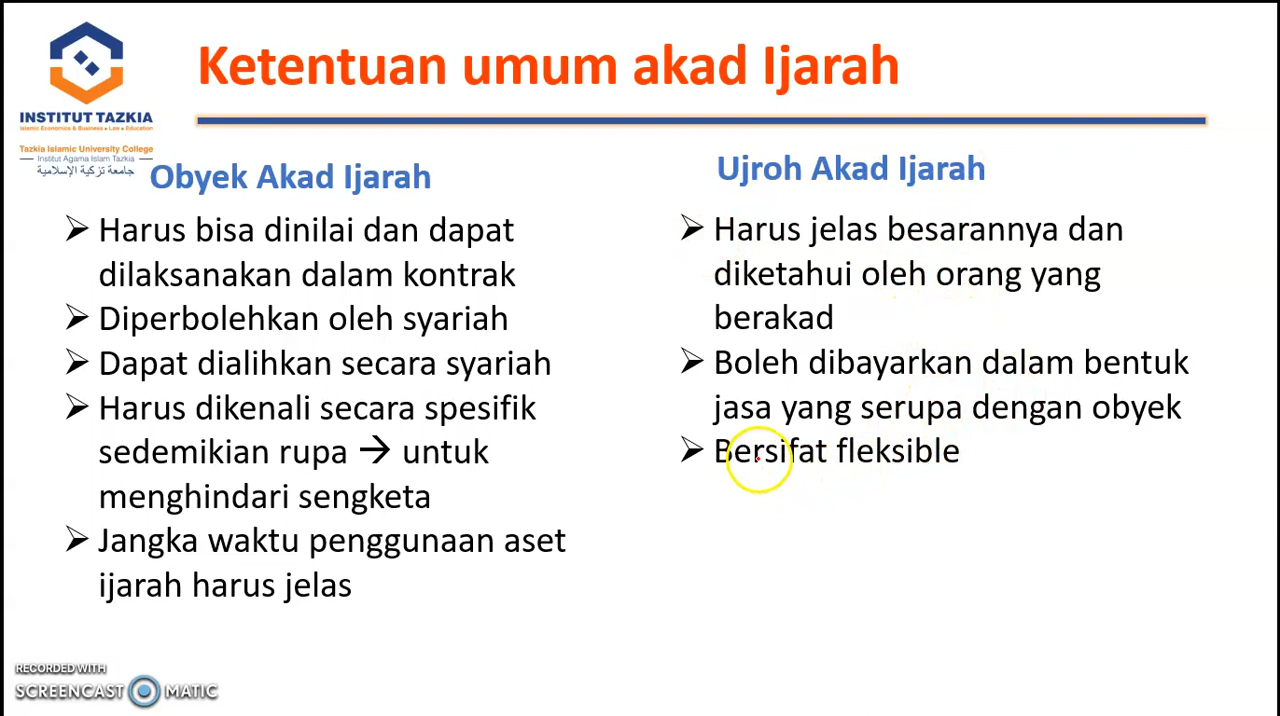 Ketentuan umum akad Ijarah
INSTITUT TAZKIA
Islamic Economics & Business • Law • Education
Tazkia Islamic University College
Institut Agama Islam Tazkia
جامعة تزكية الإسلامية
Obyek Akad Ijarah
Harus bisa dinilai dan dapat
dilaksanakan dalam kontrak
Diperbolehkan oleh syariah
Dapat dialihkan secara syariah
Harus dikenali secara spesifik
sedemikian rupa → untuk
menghindari sengketa
Jangka waktu penggunaan aset
ijarah harus jelas
Ujroh Akad Ijarah
Harus jelas besarannya dan
diketahui oleh orang yang
berakad
Boleh dibayarkan dalam bentuk
jasa yang serupa dengan obyek
Bersifat fleksible
RECORDED WITH
SCREENCAST MATIC